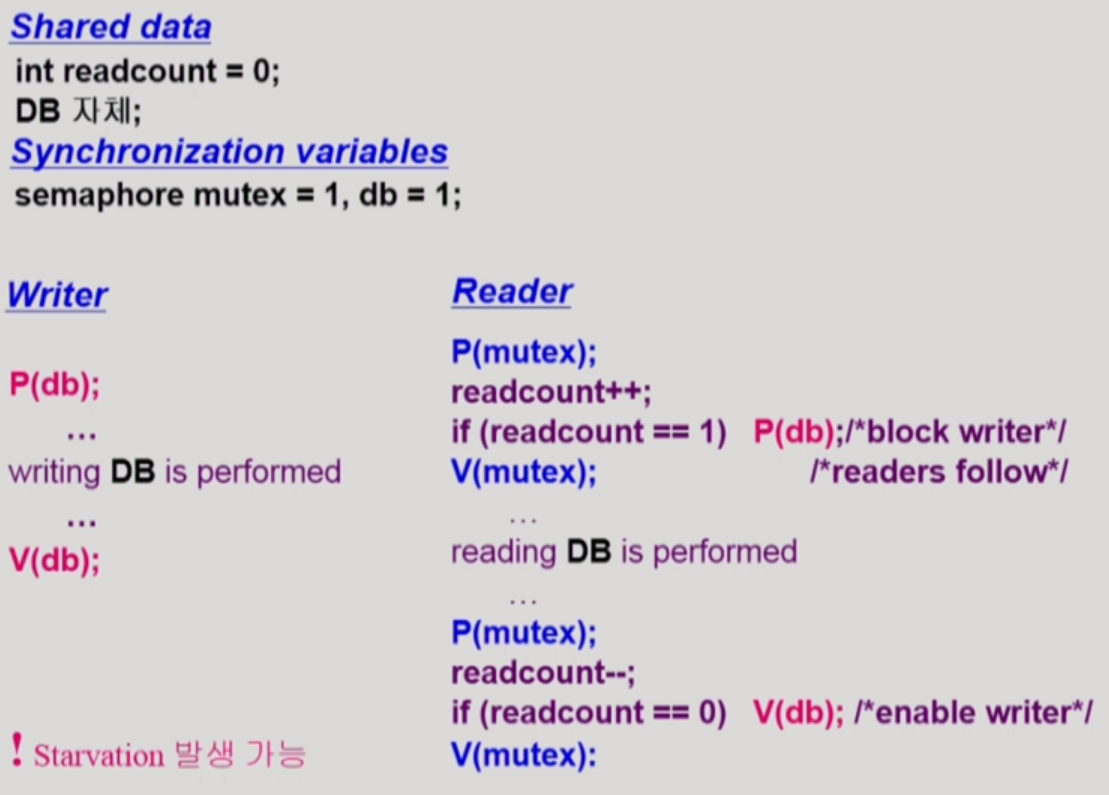 Shared data
int readcount = 0;
DB 자체;
Synchronization variables
semaphore mutex = 1, db = 1;
Writer
P(db);
...
writing DB is performed
...
V(db);
! Starvation 발생 가능
Reader
P(mutex);
readcount++;
if (readcount == 1) P(db);/*block writer*/
V(mutex); /*readers follow*/
...
reading DB is performed
...
P(mutex);
readcount--;
if (readcount == 0) V(db); /*enable writer*/
V(mutex):